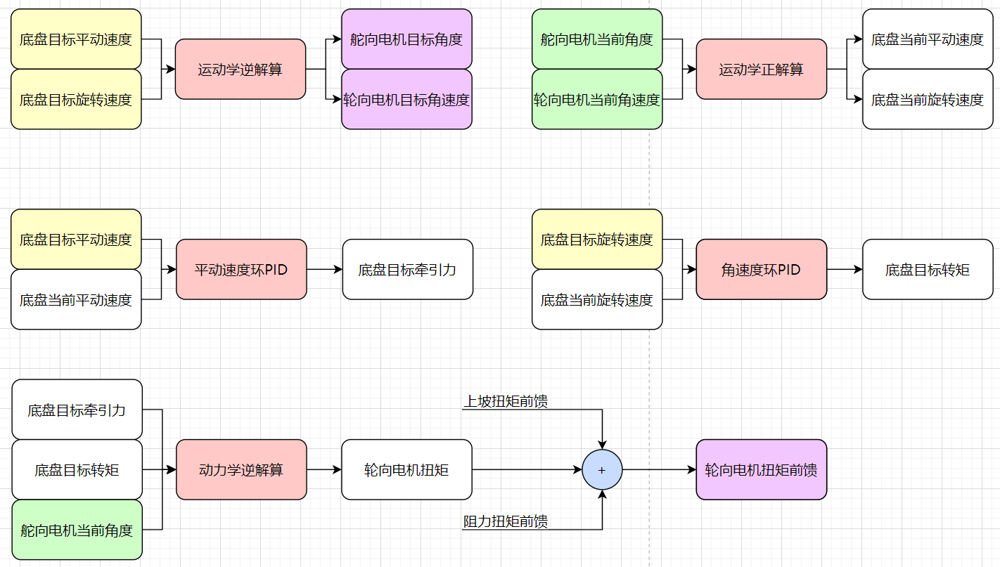 底盘目标平动速度
底盘目标旋转速度
运动学逆解算
舵向电机目标角度
轮向电机目标角速度
舵向电机当前角度
轮向电机当前角速度
运动学正解算
底盘当前平动速度
底盘当前旋转速度
底盘目标平动速度
底盘当前平动速度
平动速度环PID
底盘目标牵引力
底盘目标旋转速度
底盘当前旋转速度
角速度环PID
底盘目标转矩
底盘目标牵引力
底盘目标转矩
舵向电机当前角度
动力学逆解算
轮向电机扭矩
上坡扭矩前馈
+
阻力扭矩前馈
轮向电机扭矩前馈